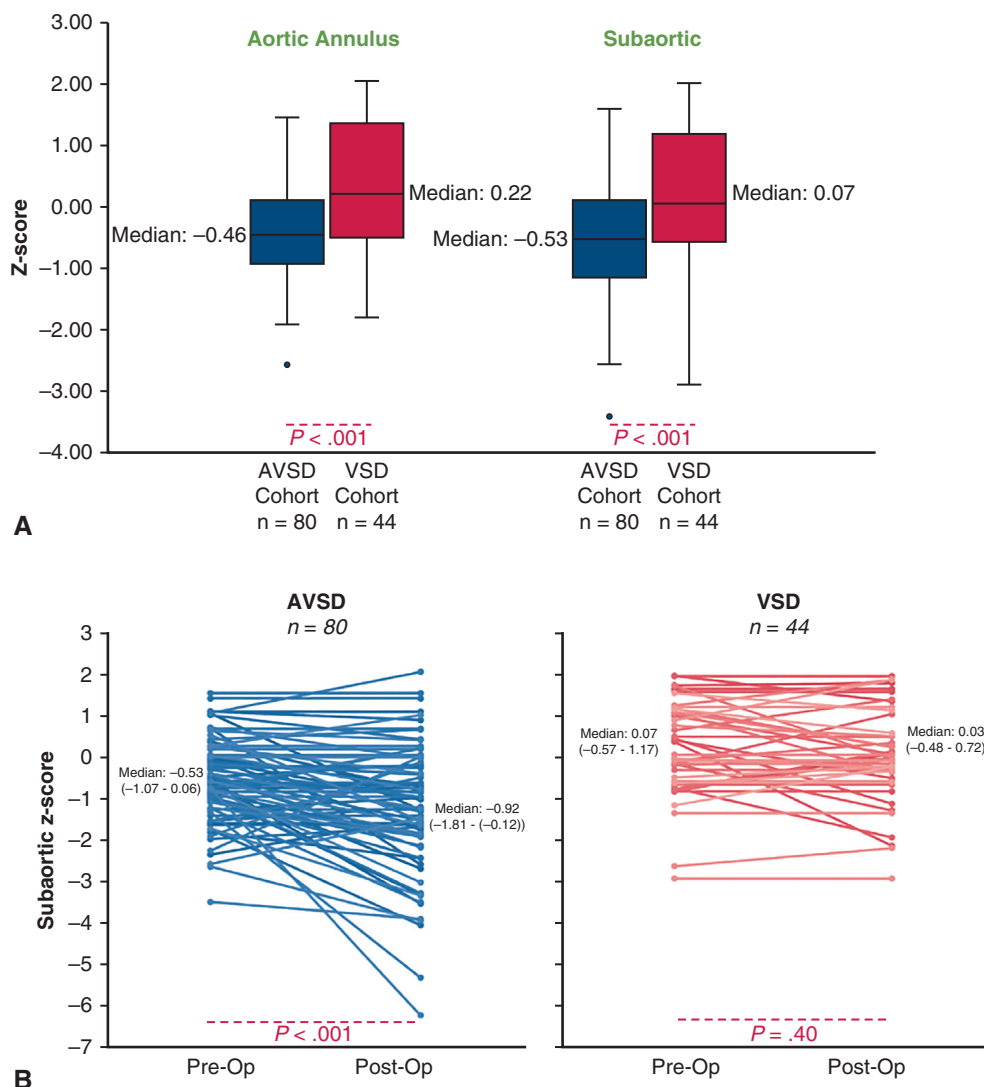 3.00
Aortic Annulus
Subaortic
2.00
1.00
Median: 0.22
Median: 0.07
0.00
Median: –0.46
Median: –0.53
Z-score
–1.00
–2.00
–3.00
P < .001
P < .001
–4.00
AVSD
Cohort
n = 80
VSD
Cohort
n = 44
AVSD
Cohort
n = 80
VSD
Cohort
n = 44
A
AVSD
n = 80
VSD
n = 44
3
2
1
0
–1
–2
–3
–4
–5
–6
–7
Subaortic z-score
Median: –0.53
(–1.07 - 0.06)
Median: –0.92
(–1.81 - (–0.12))
Median: 0.07
(–0.57 - 1.17)
Median: 0.03
(–0.48 - 0.72)
P < .001
P = .40
Pre-Op
Post-Op
Pre-Op
Post-Op
B